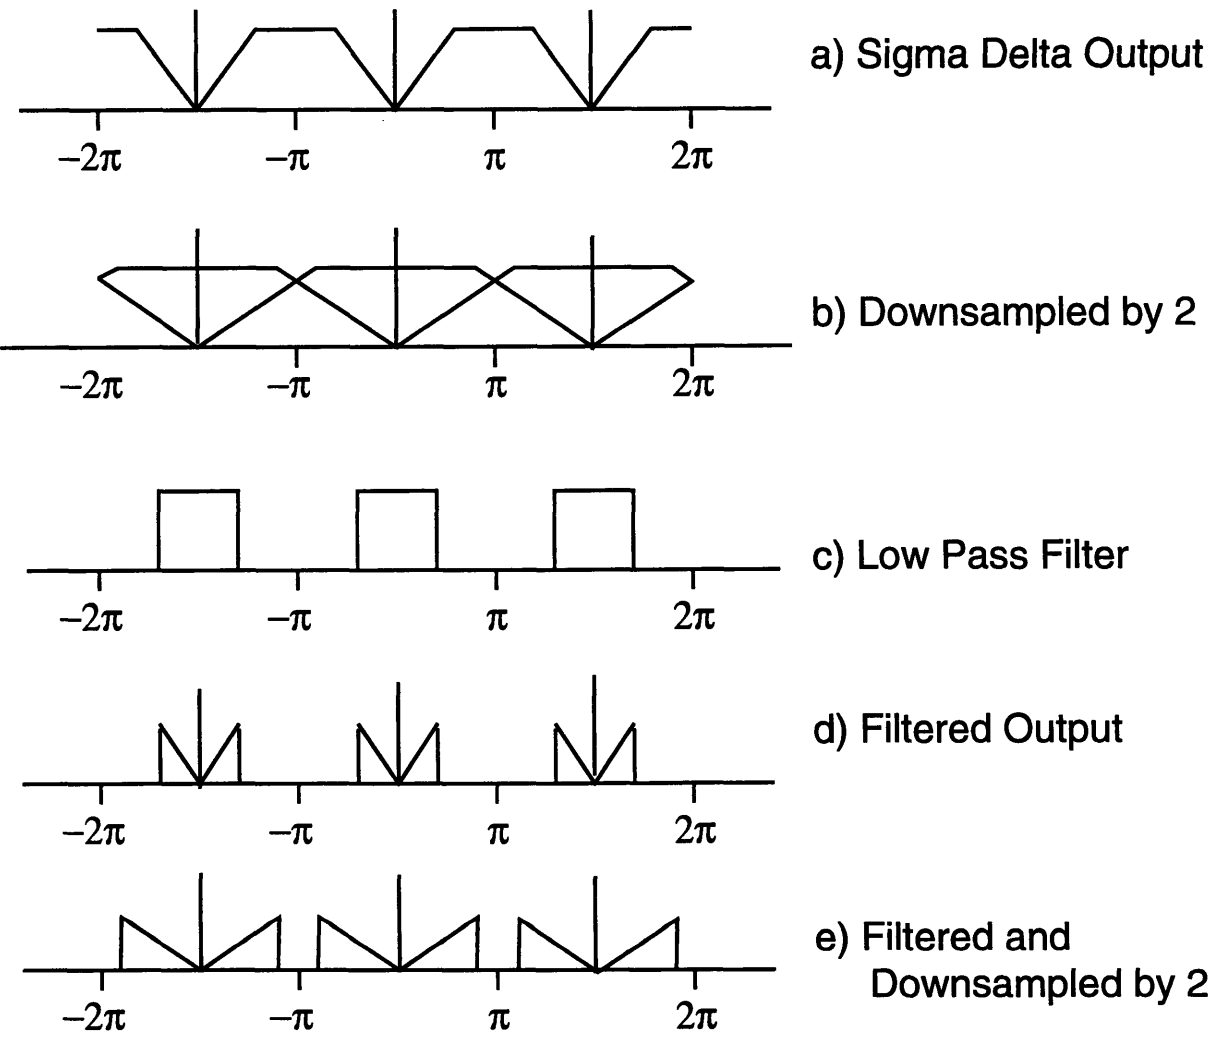 a) Sigma Delta Output
−2π −π π 2π
b) Downsampled by 2
−2π −π π 2π
c) Low Pass Filter
−2π −π π 2π
d) Filtered Output
−2π −π π 2π
e) Filtered and
Downsampled by 2
−2π −π π 2π